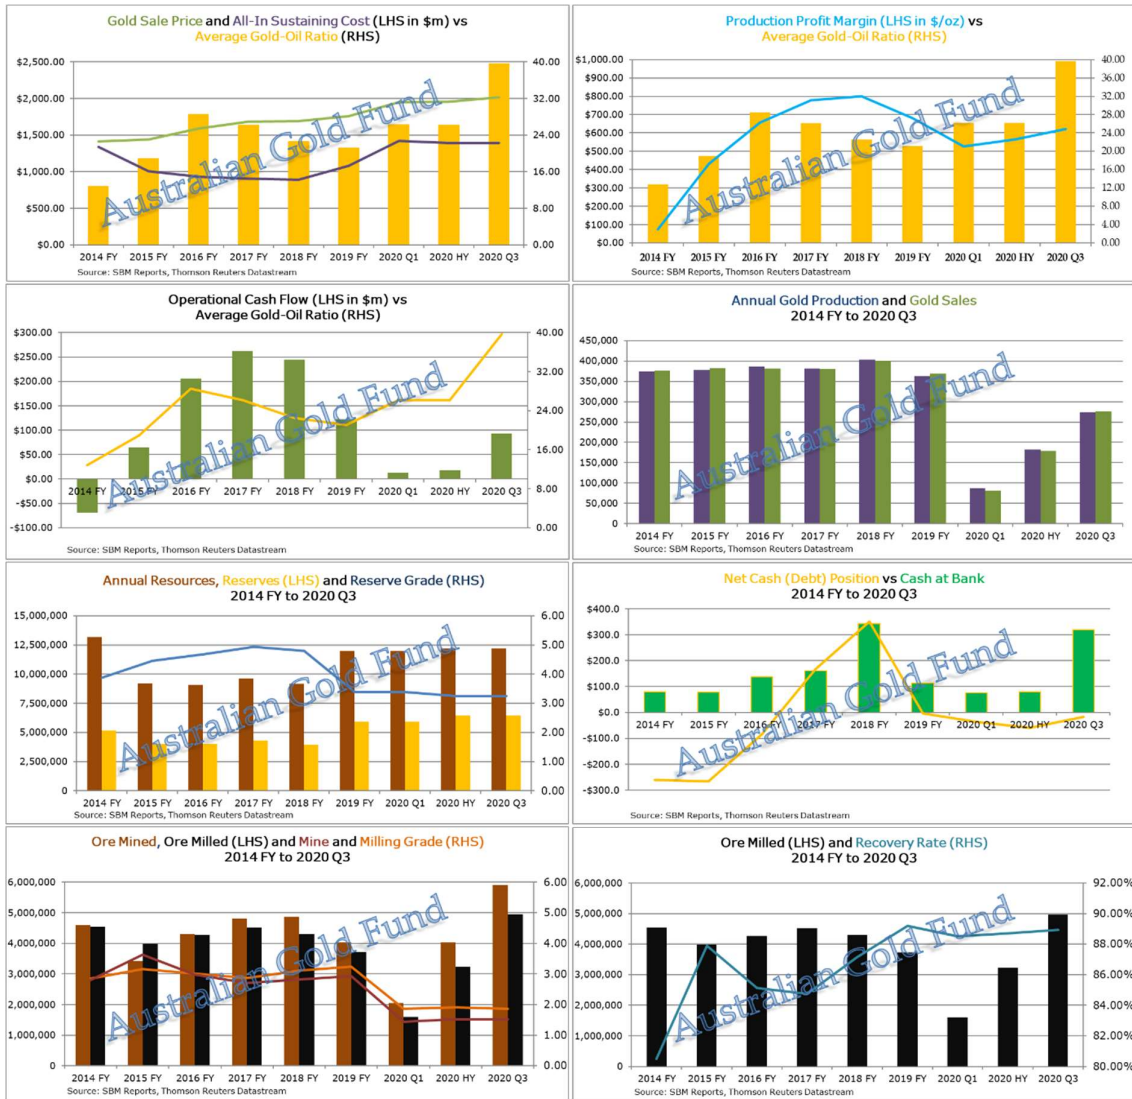 Gold Sale Price and All-In Sustaining Cost (LHS in $m) vs
Average Gold-Oil Ratio (RHS)
$2,500.00
$2,000.00
$1,500.00
$1,000.00
$500.00
$0.00
40.00
32.00
24.00
16.00
8.00
0.00
Australian Gold Fund
2014 FY 2015 FY 2016 FY 2017 FY 2018 FY 2019 FY 2020 Q1 2020 HY 2020 Q3
Source: SBM Reports, Thomson Reuters Datastream
Production Profit Margin (LHS in $/oz) vs
Average Gold-Oil Ratio (RHS)
$1,000.00
$900.00
$800.00
$700.00
$600.00
$500.00
$400.00
$300.00
$200.00
$100.00
$0.00
40.00
36.00
32.00
28.00
24.00
20.00
16.00
12.00
8.00
4.00
0.00
Australian Gold Fund
2014 FY 2015 FY 2016 FY 2017 FY 2018 FY 2019 FY 2020 Q1 2020 HY 2020 Q3
Source: SBM Reports, Thomson Reuters Datastream
Operational Cash Flow (LHS in $m) vs
Average Gold-Oil Ratio (RHS)
$300.00
$250.00
$200.00
$150.00
$100.00
$50.00
$0.00
-$50.00
-$100.00
40.00
32.00
24.00
16.00
8.00
0.00
Australian Gold Fund
2014 FY 2015 FY 2016 FY 2017 FY 2018 FY 2019 FY 2020 Q1 2020 HY 2020 Q3
Source: SBM Reports, Thomson Reuters Datastream
Annual Gold Production and Gold Sales
2014 FY to 2020 Q3
450,000
400,000
350,000
300,000
250,000
200,000
150,000
100,000
50,000
0
Australian Gold Fund
2014 FY 2015 FY 2016 FY 2017 FY 2018 FY 2019 FY 2020 Q1 2020 HY 2020 Q3
Source: SBM Reports, Thomson Reuters Datastream
Annual Resources, Reserves (LHS) and Reserve Grade (RHS)
2014 FY to 2020 Q3
15,000,000
12,500,000
10,000,000
7,500,000
5,000,000
2,500,000
0
6.00
5.00
4.00
3.00
2.00
1.00
0.00
Australian Gold Fund
2014 FY 2015 FY 2016 FY 2017 FY 2018 FY 2019 FY 2020 Q1 2020 HY 2020 Q3
Source: SBM Reports, Thomson Reuters Datastream
Net Cash (Debt) Position vs Cash at Bank
2014 FY to 2020 Q3
$400.0
$300.0
$200.0
$100.0
$0.0
-$100.0
-$200.0
-$300.0
Australian Gold Fund
2014 FY 2015 FY 2016 FY 2017 FY 2018 FY 2019 FY 2020 Q1 2020 HY 2020 Q3
Source: SBM Reports, Thomson Reuters Datastream
Ore Mined, Ore Milled (LHS) and Mine and Milling Grade (RHS)
2014 FY to 2020 Q3
6,000,000
5,000,000
4,000,000
3,000,000
2,000,000
1,000,000
0
6.00
5.00
4.00
3.00
2.00
1.00
0.00
Australian Gold Fund
2014 FY 2015 FY 2016 FY 2017 FY 2018 FY 2019 FY 2020 Q1 2020 HY 2020 Q3
Source: SBM Reports, Thomson Reuters Datastream
Ore Milled (LHS) and Recovery Rate (RHS)
2014 FY to 2020 Q3
6,000,000
5,000,000
4,000,000
3,000,000
2,000,000
1,000,000
0
92.00%
90.00%
88.00%
86.00%
84.00%
82.00%
80.00%
Australian Gold Fund
2014 FY 2015 FY 2016 FY 2017 FY 2018 FY 2019 FY 2020 Q1 2020 HY 2020 Q3
Source: SBM Reports, Thomson Reuters Datastream